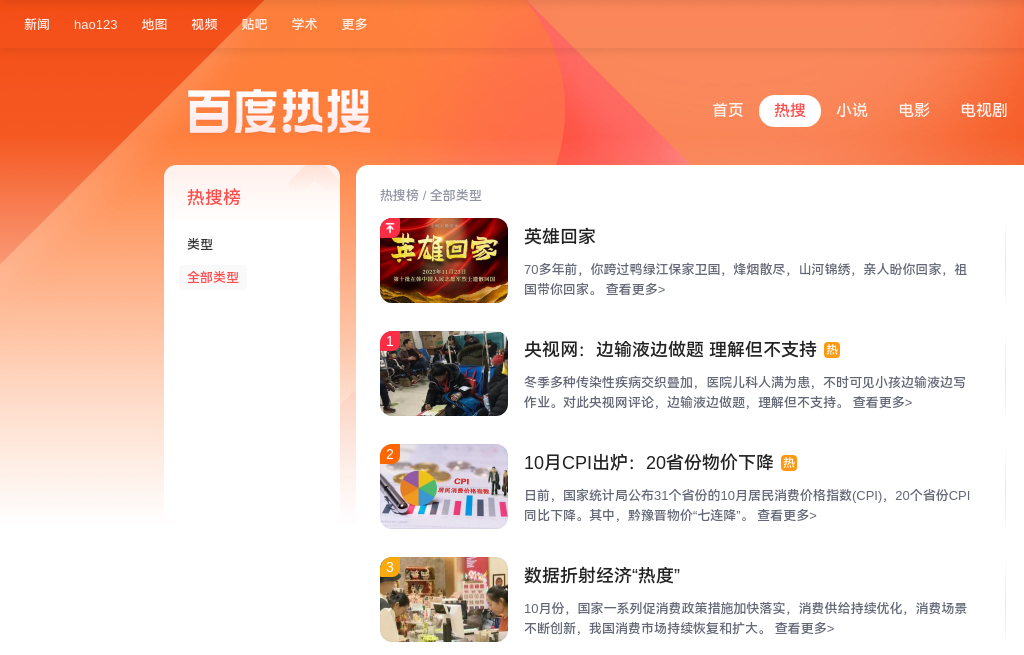 新闻 hao123 地图 视频 贴吧 学术 更多
百度热搜
首页 热搜 小说 电影 电视剧
热搜榜
类型
全部类型
热搜榜 / 全部类型
英雄回家
2023年11月23日
第十批在韩中国人民志愿军烈士遗骸回国
英雄回家
70多年前，你跨过鸭绿江保家卫国，烽烟散尽，山河锦绣，亲人盼你回家，祖
国带你回家。 查看更多>
1
央视网：边输液边做题 理解但不支持 热
冬季多种传染性疾病交织叠加，医院儿科人满为患，不时可见小孩边输液边写
作业。对此央视网评论，边输液边做题，理解但不支持。 查看更多>
2
CPI
居民消费价格指数
10月CPI出炉：20省份物价下降 热
日前，国家统计局公布31个省份的10月居民消费价格指数(CPI)，20个省份CPI
同比下降。其中，黔豫晋物价“七连降”。 查看更多>
3
数据折射经济“热度”
10月份，国家一系列促消费政策措施加快落实，消费供给持续优化，消费场景
不断创新，我国消费市场持续恢复和扩大。 查看更多>